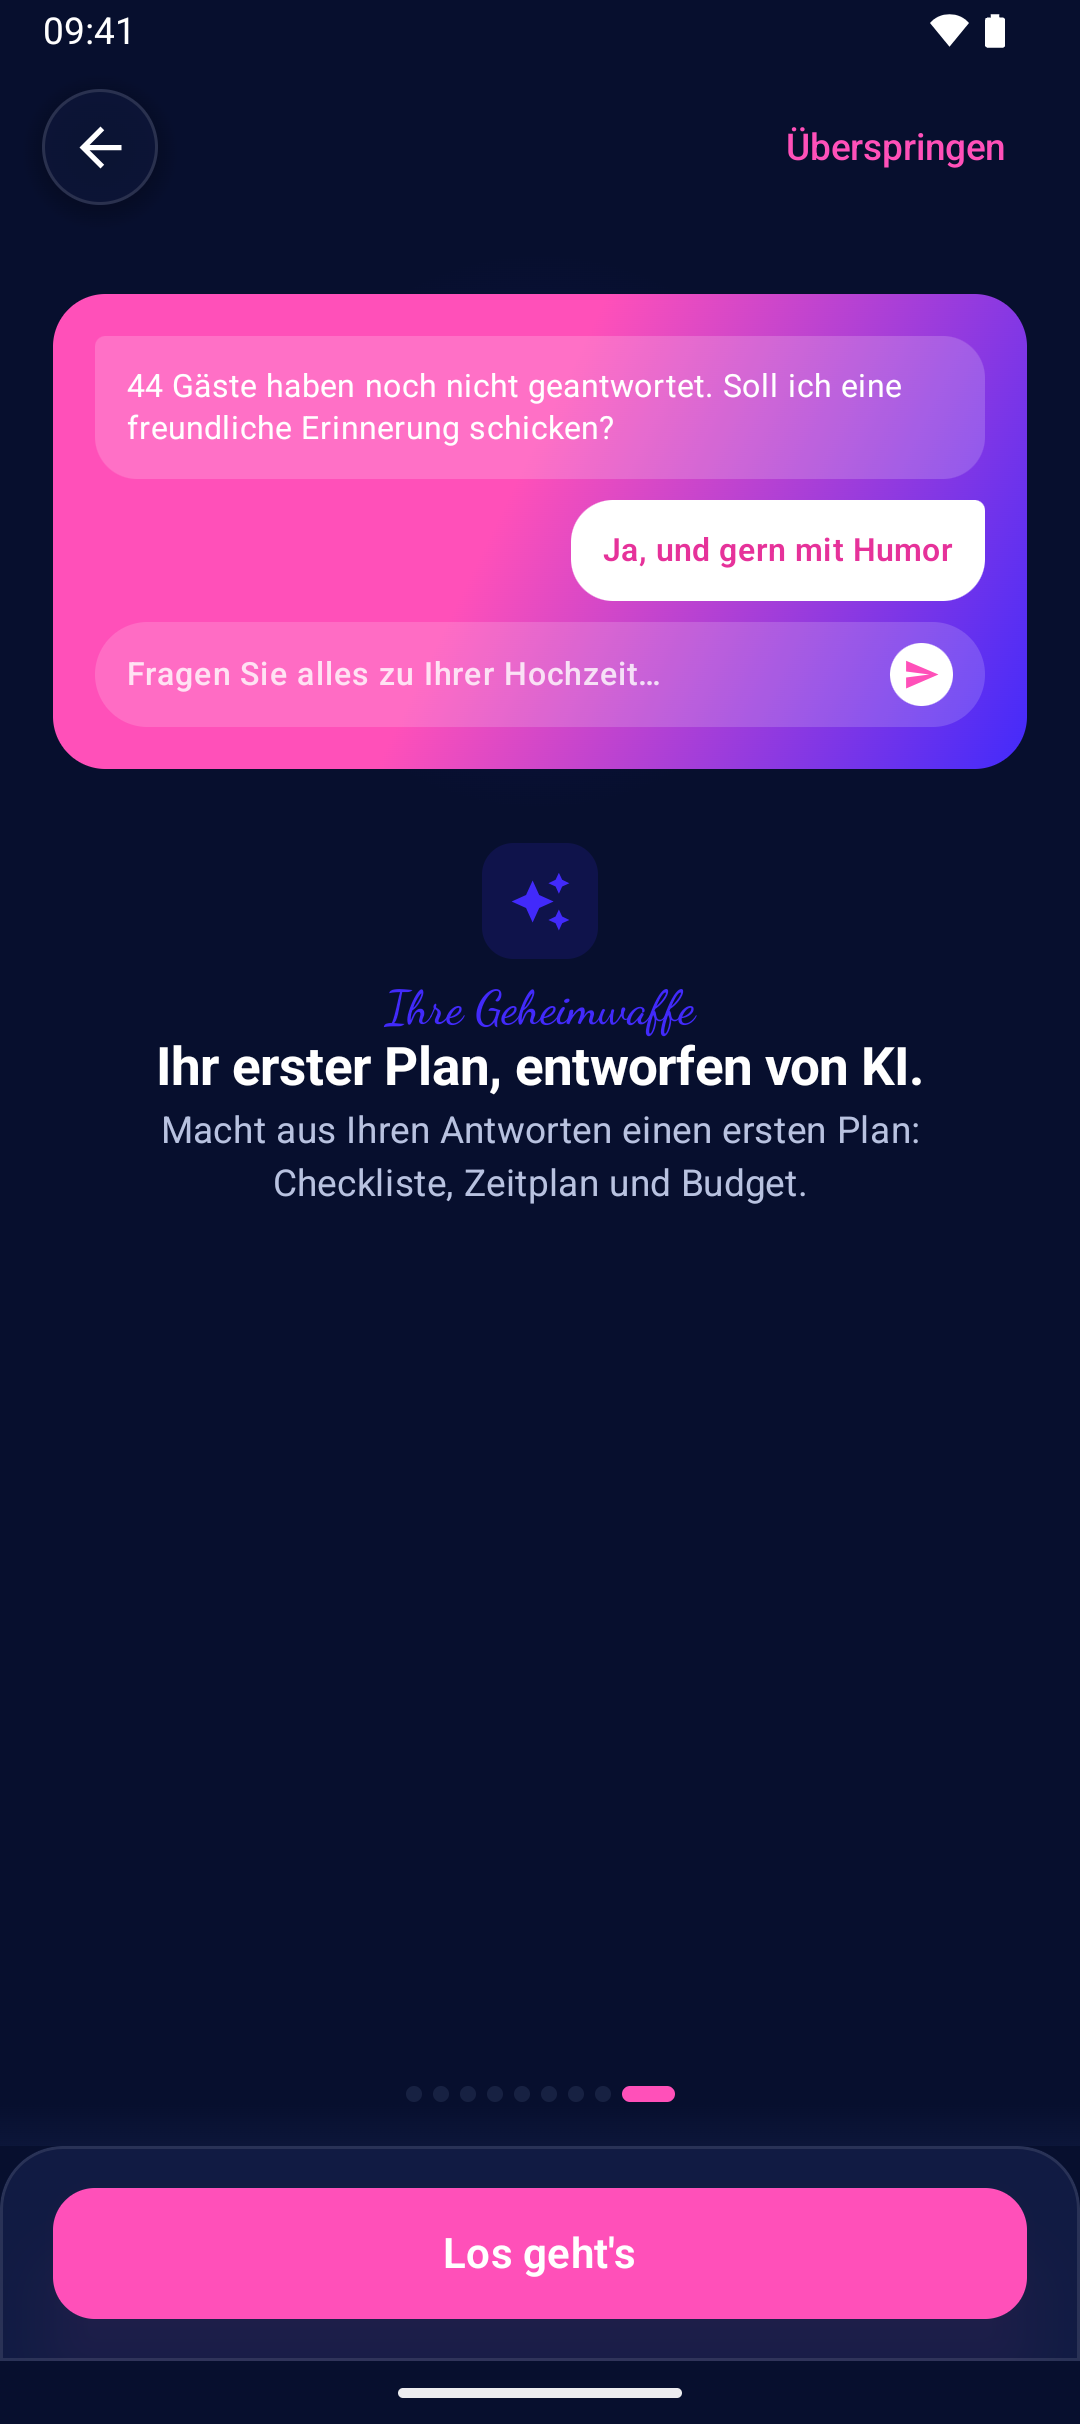 09:41
Überspringen
44 Gäste haben noch nicht geantwortet. Soll ich eine
freundliche Erinnerung schicken?
Ja, und gern mit Humor
Fragen Sie alles zu Ihrer Hochzeit…
Ihre Geheimwaffe
Ihr erster Plan, entworfen von KI.
Macht aus Ihren Antworten einen ersten Plan:
Checkliste, Zeitplan und Budget.
Los geht's